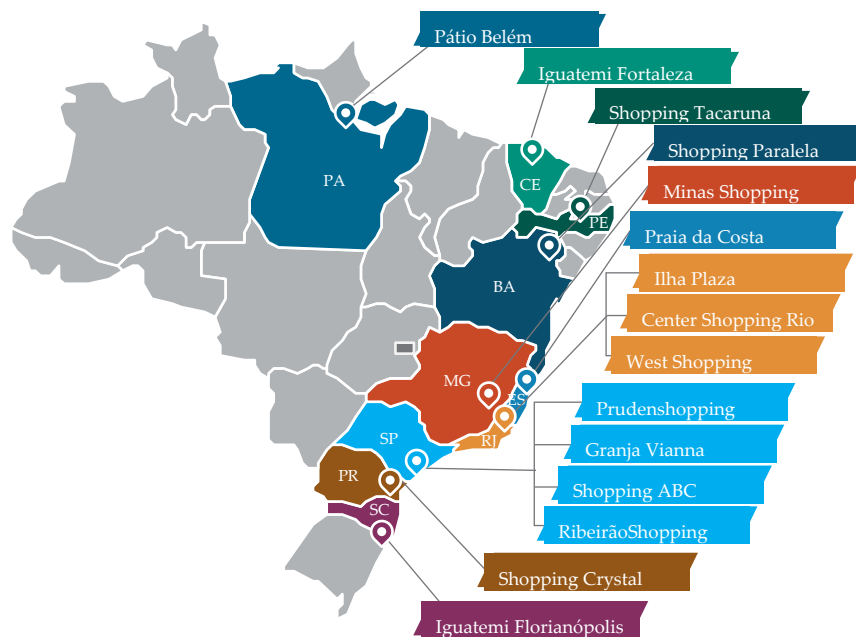 Pátio Belém
Iguatemi Fortaleza
Shopping Tacaruna
Shopping Paralela
PA
CE
Minas Shopping
PE
Praia da Costa
Ilha Plaza
BA
Center Shopping Rio
West Shopping
MG
ES
Prudenshopping
SP
RJ
Granja Vianna
PR
Shopping ABC
SC
RibeirãoShopping
Shopping Crystal
Iguatemi Florianópolis